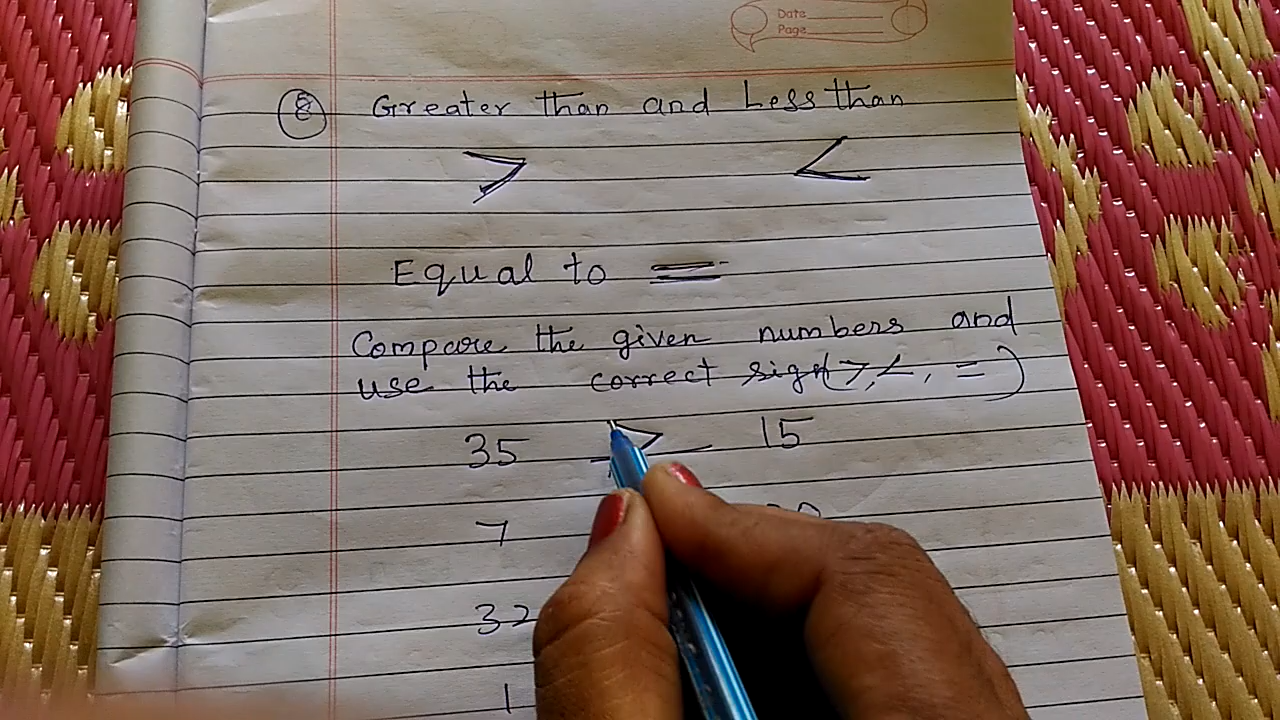 Date
Page
8 Greater than and Less than
> <
Equal to =
Compare the given numbers and
use the correct sign(>,<, =)
35 > 15
7
32
1